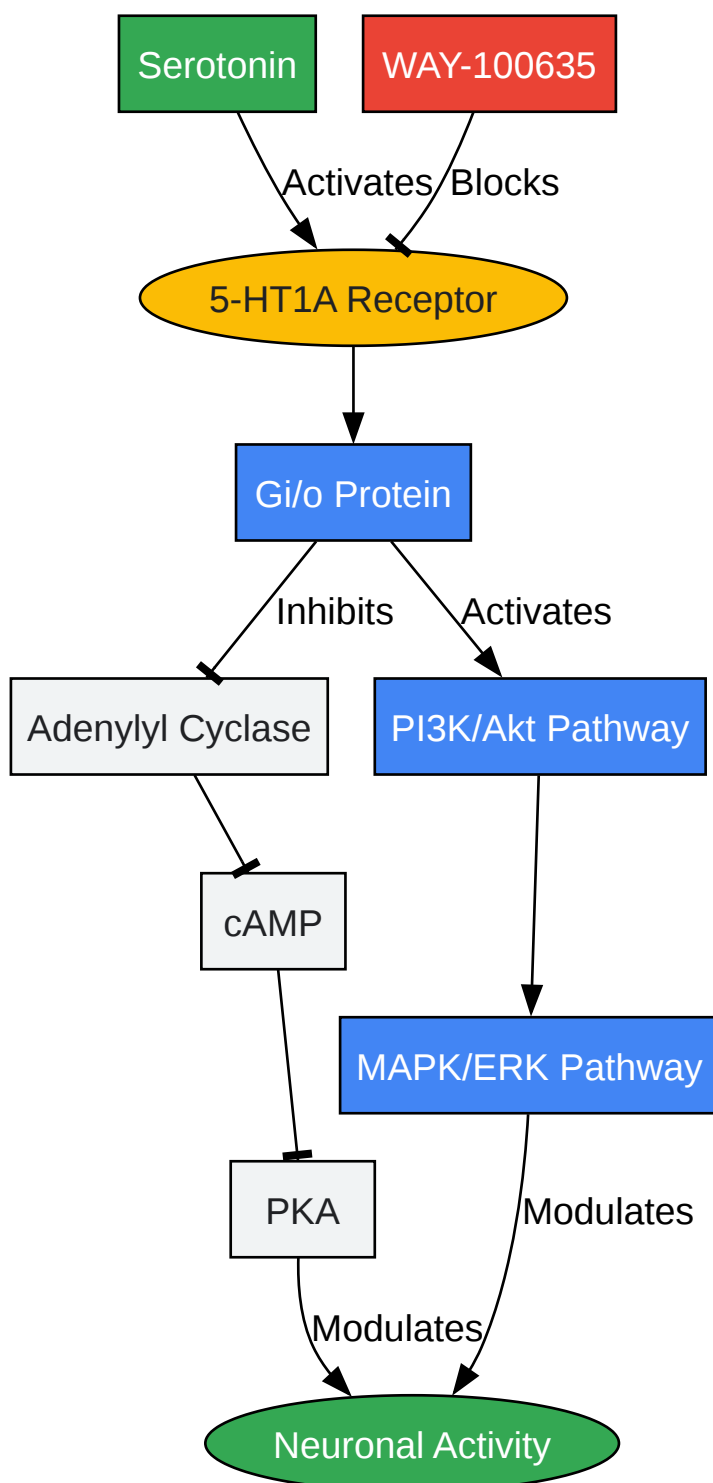 Serotonin
WAY-100635
Activates
Blocks
5-HT1A Receptor
Gi/o Protein
Inhibits
Activates
Adenylyl Cyclase
PI3K/Akt Pathway
cAMP
MAPK/ERK Pathway
PKA
Modulates
Modulates
Neuronal Activity